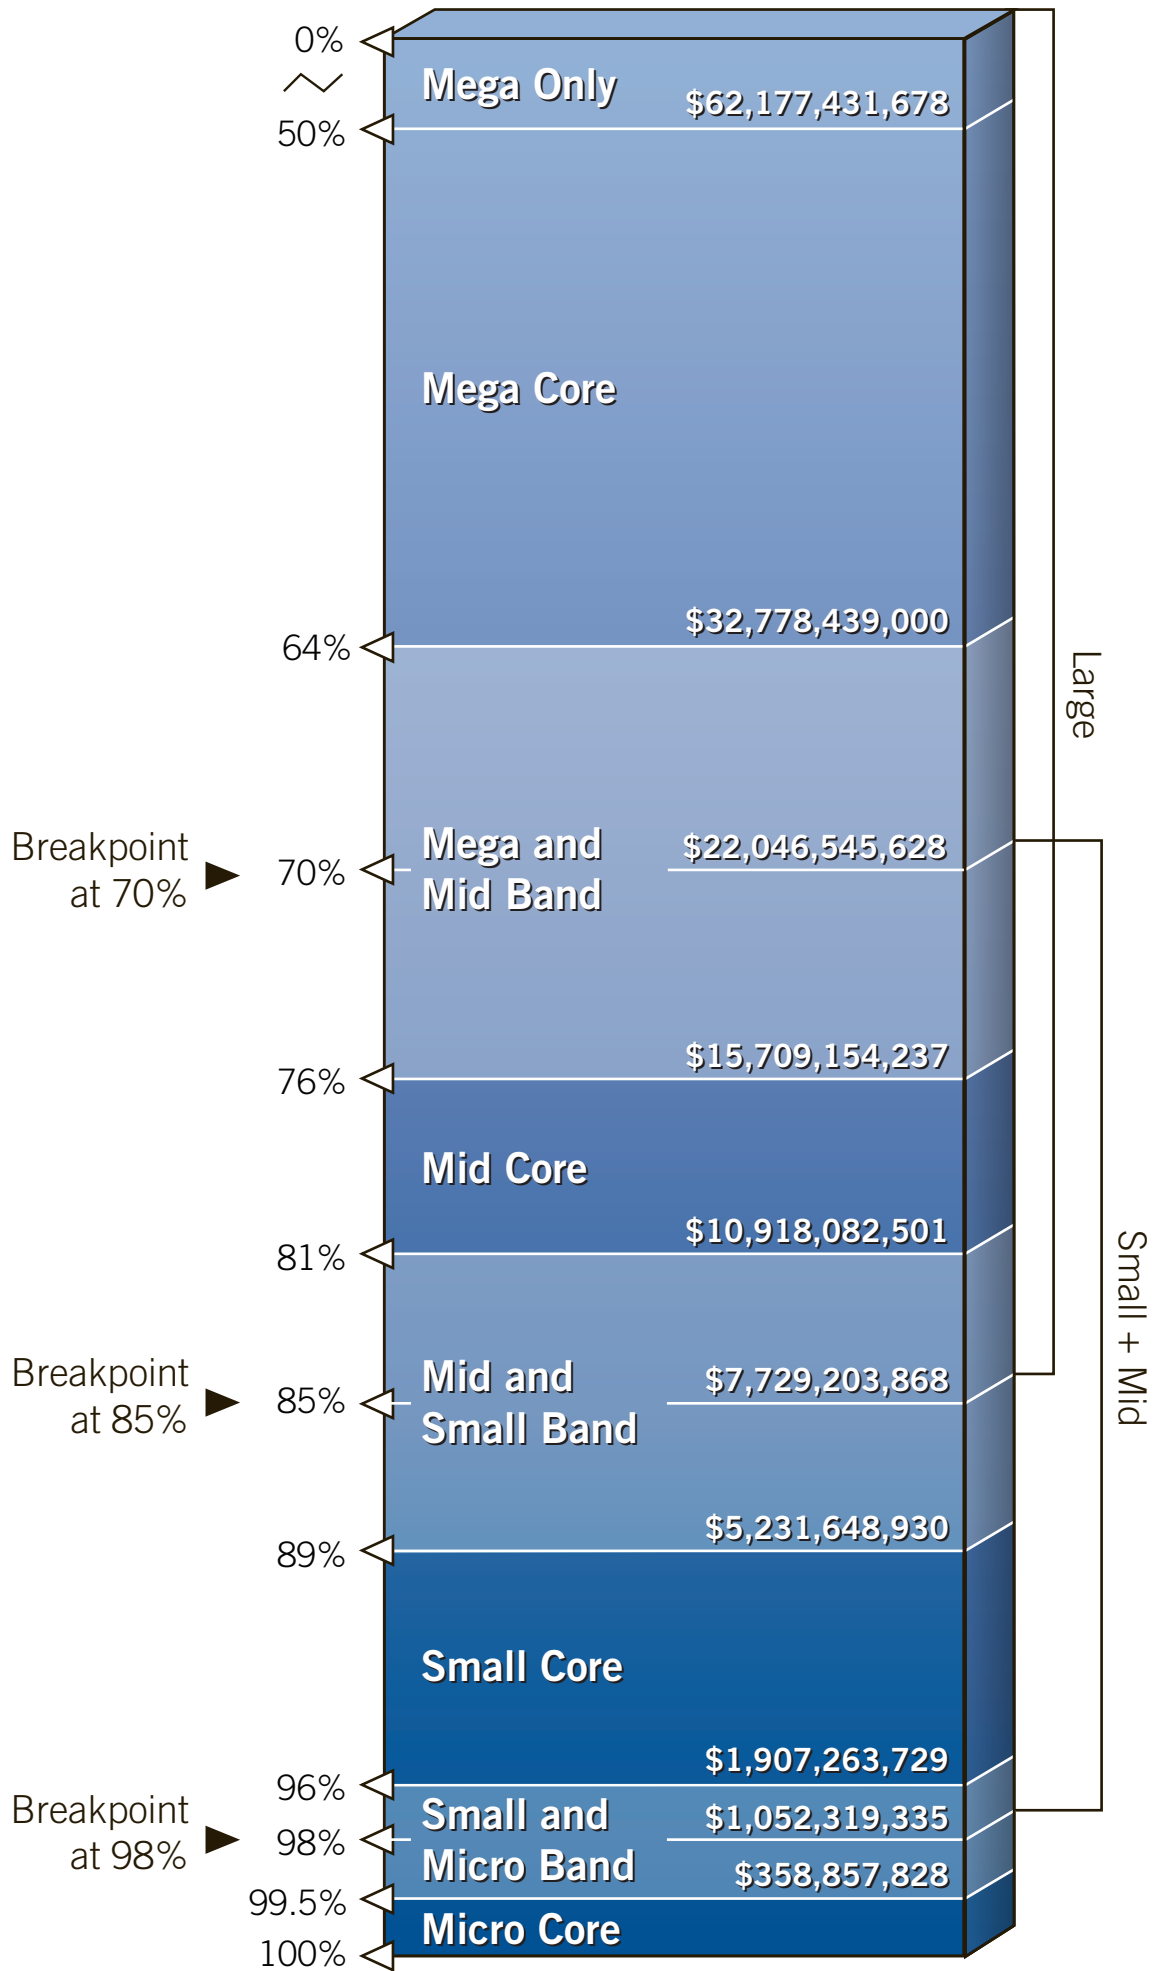 0%
Mega Only
$62,177,431,678
50%
Mega Core
$32,778,439,000
64%
Large
Breakpoint
at 70%
70%
Mega and
Mid Band
$22,046,545,628
$15,709,154,237
76%
Mid Core
$10,918,082,501
81%
Small + Mid
Breakpoint
at 85%
85%
Mid and
Small Band
$7,729,203,868
$5,231,648,930
89%
Small Core
$1,907,263,729
96%
Breakpoint
at 98%
98%
Small and
Micro Band
$1,052,319,335
$358,857,828
99.5%
Micro Core
100%